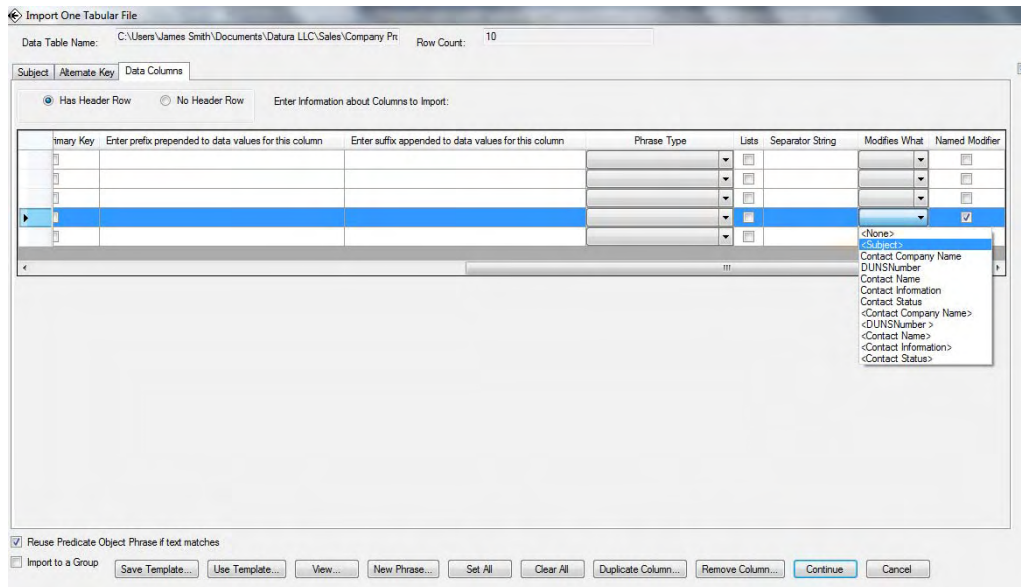 Import One Tabular File
Data Table Name: C:\Users\James Smith\Documents\Datura LLC\Sales\Company Pr Row Count: 10
Subject Alternate Key Data Columns
Has Header Row No Header Row Enter Information about Columns to Import:
imary Key Enter prefix prepended to data values for this column Enter suffix appended to data values for this column Phrase Type Lists Separator String Modifies What Named Modifier
<None>
<Subject>
Contact Company Name
DUNSNumber
Contact Name
Contact Information
Contact Status
<Contact Company Name>
<DUNSNumber >
<Contact Name>
<Contact Information>
<Contact Status>
Reuse Predicate Object Phrase if text matches
Import to a Group Save Template... Use Template... View... New Phrase... Set All Clear All Duplicate Column... Remove Column... Continue Cancel